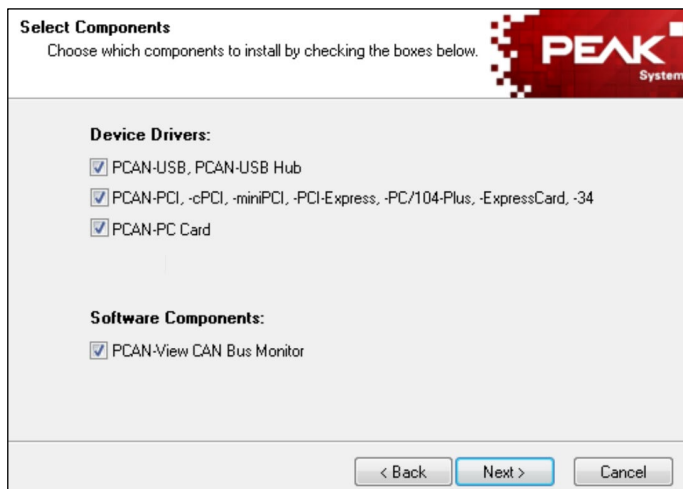 Select Components
Choose which components to install by checking the boxes below.
PEAK
System
Device Drivers:
PCAN-USB, PCAN-USB Hub
PCAN-PCI, -cPCI, -miniPCI, -PCI-Express, -PC/104-Plus, -ExpressCard, -34
PCAN-PC Card
Software Components:
PCAN-View CAN Bus Monitor
< Back Next > Cancel